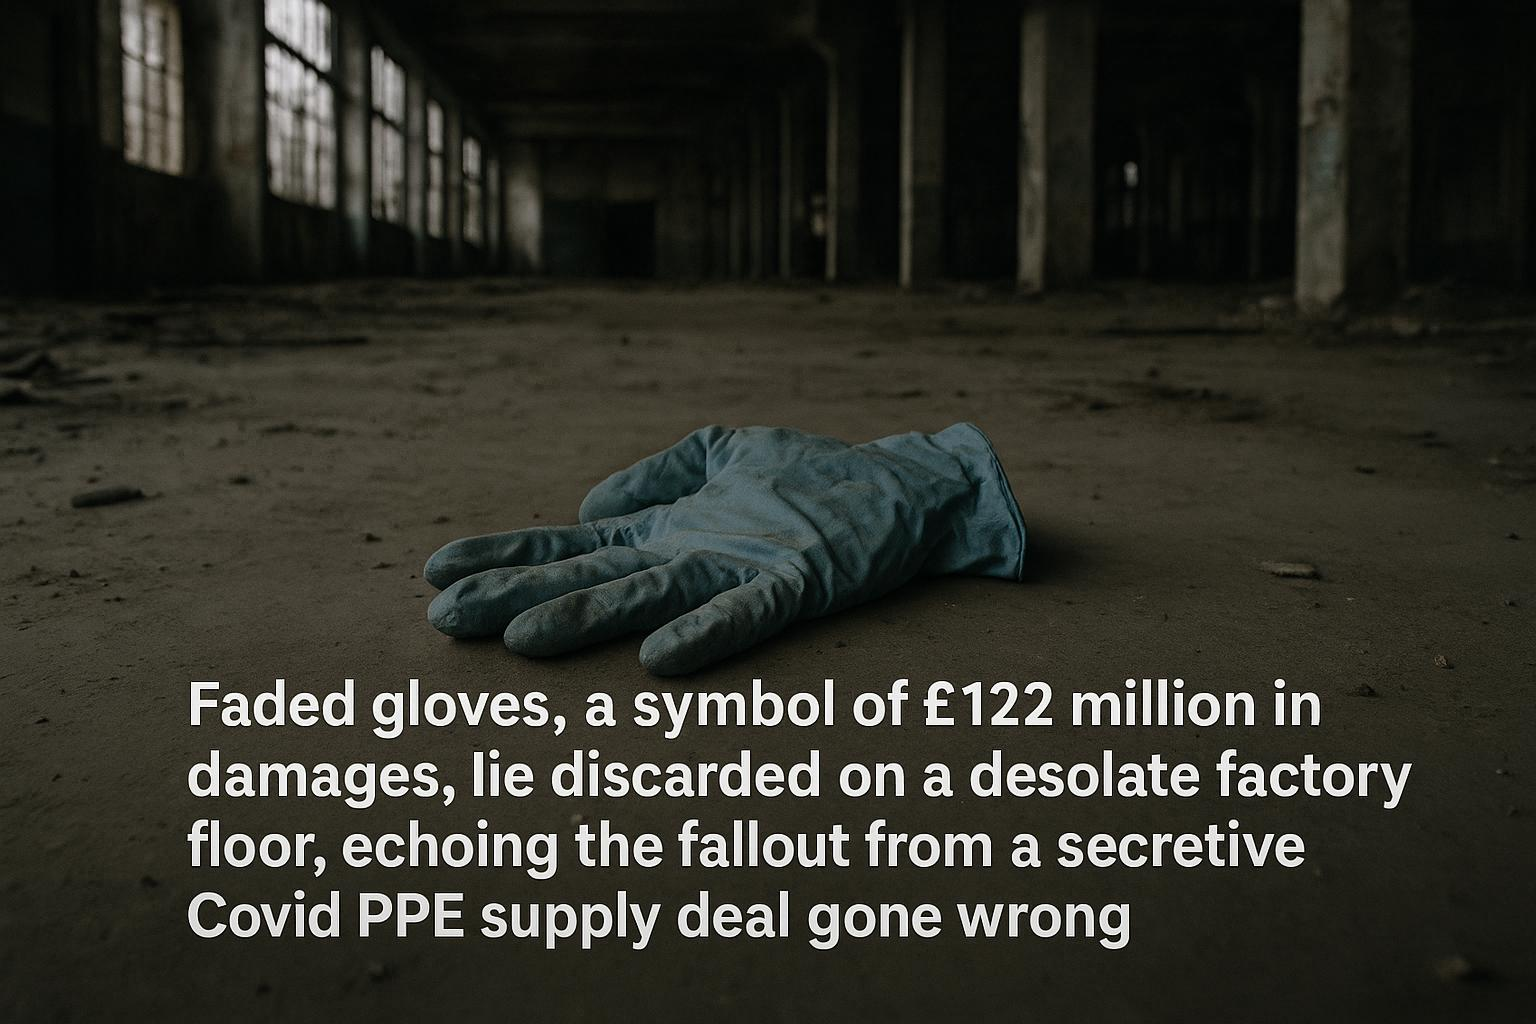 Faded gloves, a symbol of £122 million in
damages, lie discarded on a desolate factory
floor, echoing the fallout from a secretive
Covid PPE supply deal gone wrong